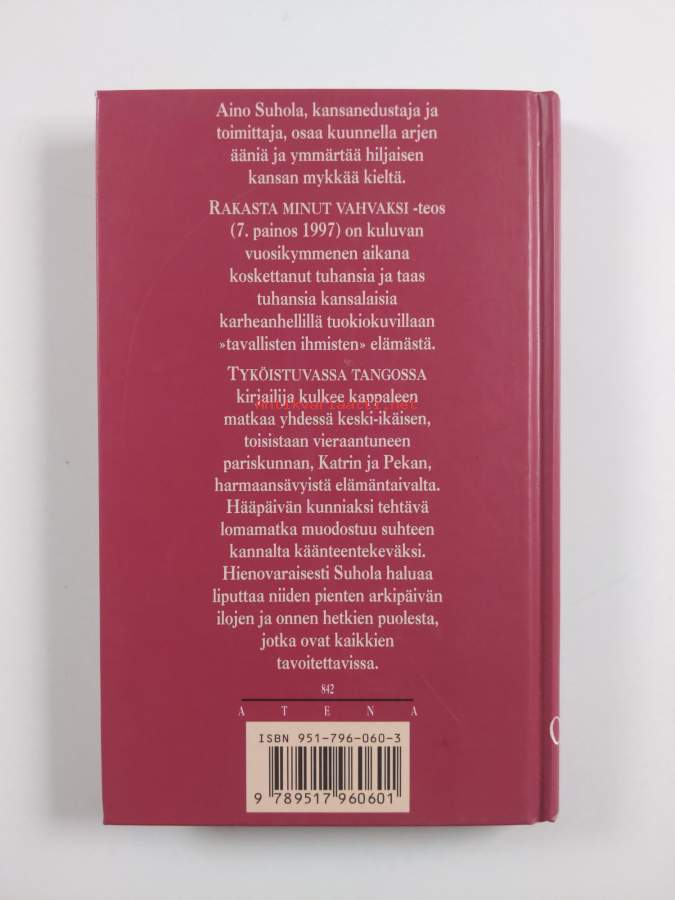 Aino Suhola, kansanedustaja ja
toimittaja, osaa kuunnella arjen
ääniä ja ymmärtää hiljaisen
kansan mykkää kieltä.
RAKASTA MINUT VAHVAKSI -teos
(7. painos 1997) on kuluvan
vuosikymmenen aikana
koskettanut tuhansia ja taas
tuhansia kansalaisia
karheanhellillä tuokiokuvillaan
»tavallisten ihmisten» elämästä.
TYKÖISTUVASSA TANGOSSA
kirjailija kulkee kappaleen
antikvariaatti.net
matkaa yhdessä keski-ikäisen,
toisistaan vieraantuneen
pariskunnan, Katrin ja Pekan,
harmaansävyistä elämäntaivalta.
Hääpäivän kunniaksi tehtävä
lomamatka muodostuu suhteen
kannalta käänteentekeväksi.
Hienovaraisesti Suhola haluaa
liputtaa niiden pienten arkipäivän
ilojen ja onnen hetkien puolesta,
jotka ovat kaikkien
tavoitettavissa.
842
ATENA
ISBN 951-796-060-3
9 789517 960601